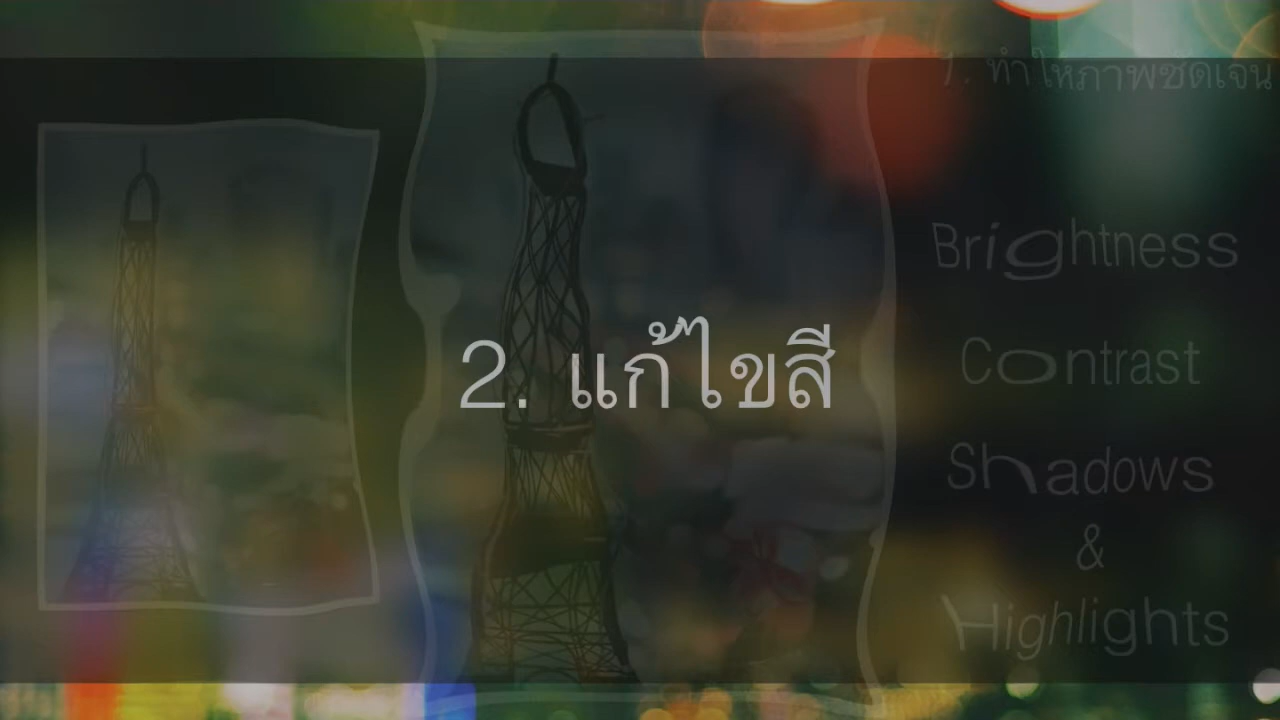 1. ทำให้ภาพชัดเจน
Brightness
2. แก้ไขสี
Contrast
Shadows
&
Highlights